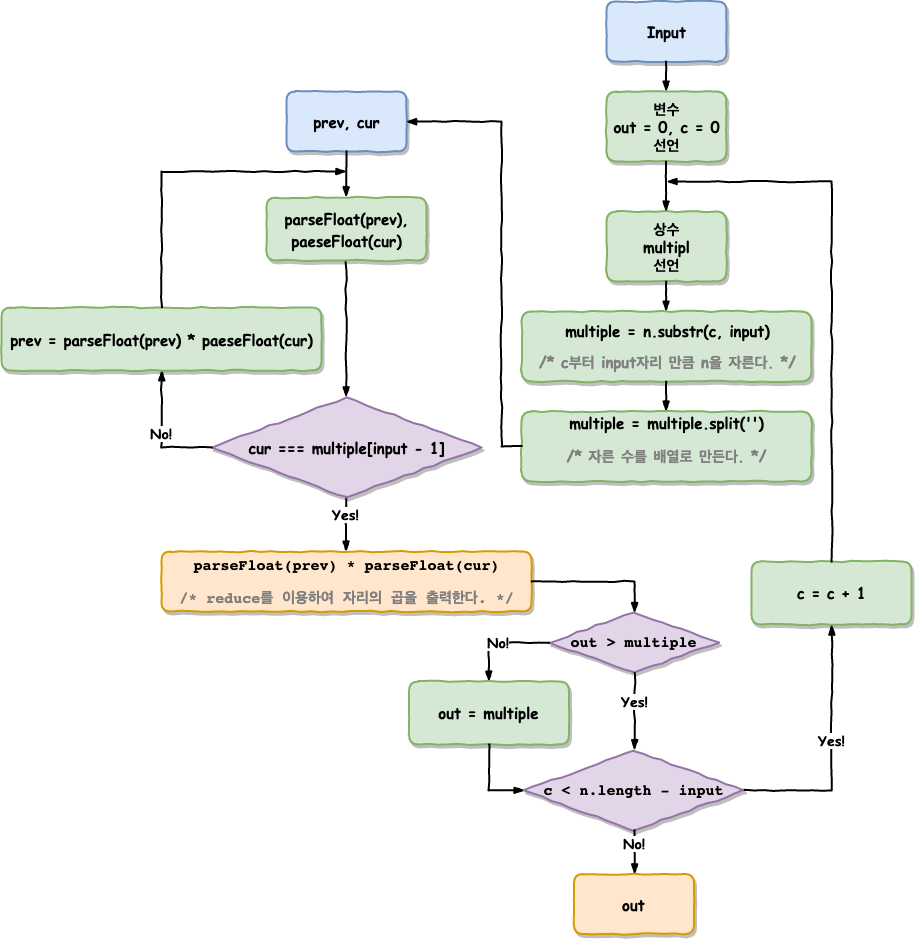 Input
변수
out = 0, c = 0
선언
상수
multipl
선언
multiple = n.substr(c, input)
/* c부터 input자리 만큼 n을 자른다. */
multiple = multiple.split('')
/* 자른 수를 배열로 만든다. */
prev, cur
parseFloat(prev),
paeseFloat(cur)
prev = parseFloat(prev) * paeseFloat(cur)
No!
cur === multiple[input - 1]
Yes!
parseFloat(prev) * parseFloat(cur)
/* reduce를 이용하여 자리의 곱을 출력한다. */
out > multiple
No!
out = multiple
Yes!
c < n.length - input
Yes!
c = c + 1
No!
out